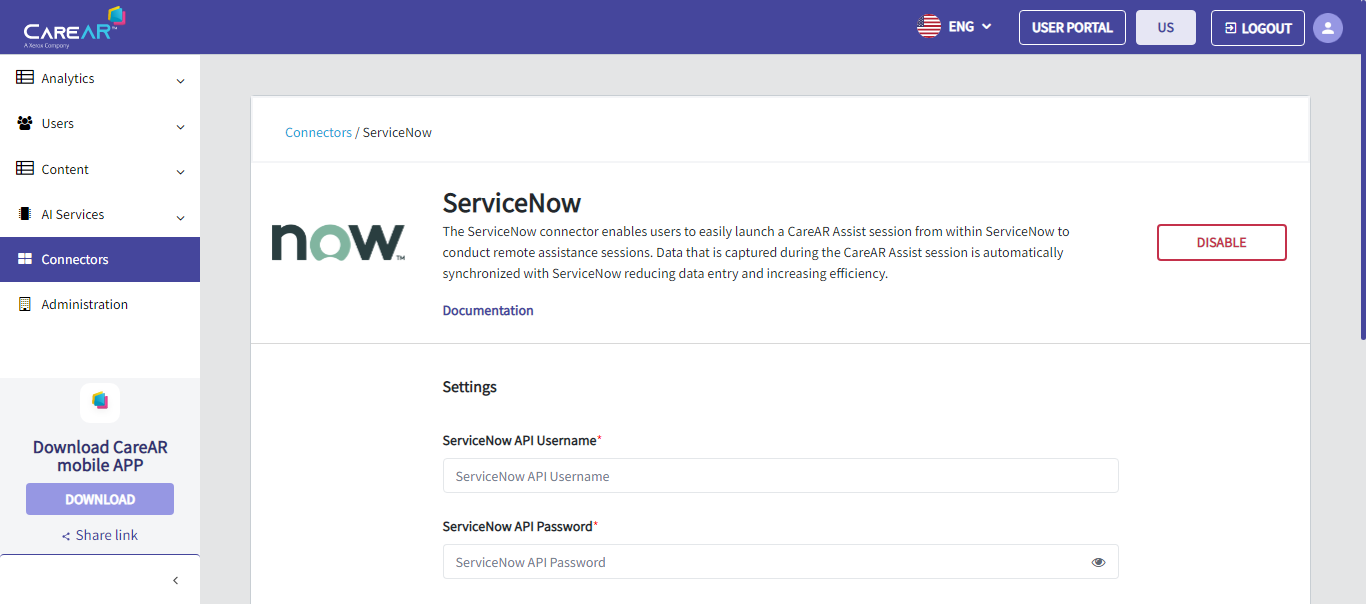 CAREAR™
A Xerox Company
ENG
USER PORTAL
US
LOGOUT
Analytics
Users
Content
AI Services
Connectors
Administration
Download CareAR
mobile APP
DOWNLOAD
Share link
Connectors / ServiceNow
now™
ServiceNow
The ServiceNow connector enables users to easily launch a CareAR Assist session from within ServiceNow to
conduct remote assistance sessions. Data that is captured during the CareAR Assist session is automatically
synchronized with ServiceNow reducing data entry and increasing efficiency.
Documentation
DISABLE
Settings
ServiceNow API Username*
ServiceNow API Username
ServiceNow API Password*
ServiceNow API Password